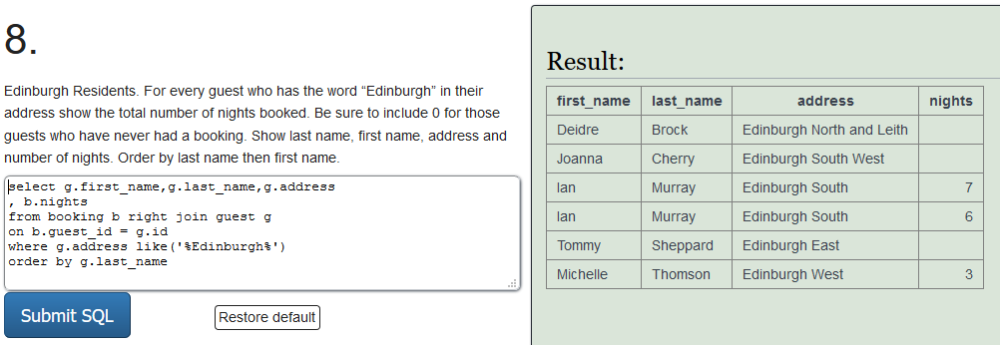 8.
Edinburgh Residents. For every guest who has the word “Edinburgh” in their
address show the total number of nights booked. Be sure to include 0 for those
guests who have never had a booking. Show last name, first name, address and
number of nights. Order by last name then first name.
select g.first_name,g.last_name,g.address
, b.nights
from booking b right join guest g
on b.guest_id = g.id
where g.address like('%Edinburgh%')
order by g.last_name
Submit SQL
Restore default
Result:
first_name last_name address nights
Deidre Brock Edinburgh North and Leith
Joanna Cherry Edinburgh South West
Ian Murray Edinburgh South 7
Ian Murray Edinburgh South 6
Tommy Sheppard Edinburgh East
Michelle Thomson Edinburgh West 3